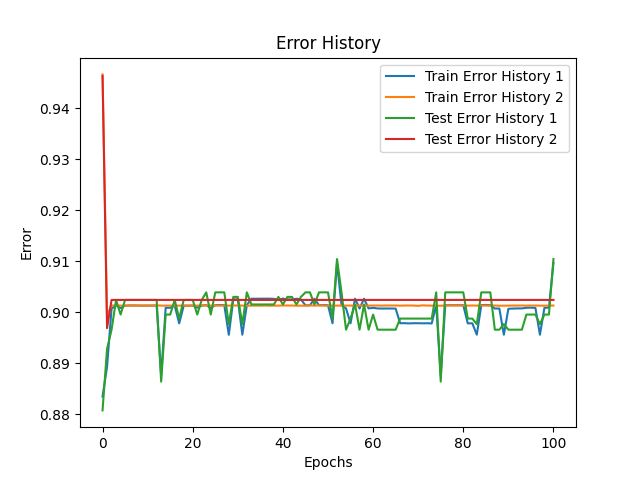 Error History
Train Error History 1
Train Error History 2
Test Error History 1
Test Error History 2
0.94
0.93
0.92
0.91
0.90
0.89
0.88
Error
0 20 40 60 80 100
Epochs